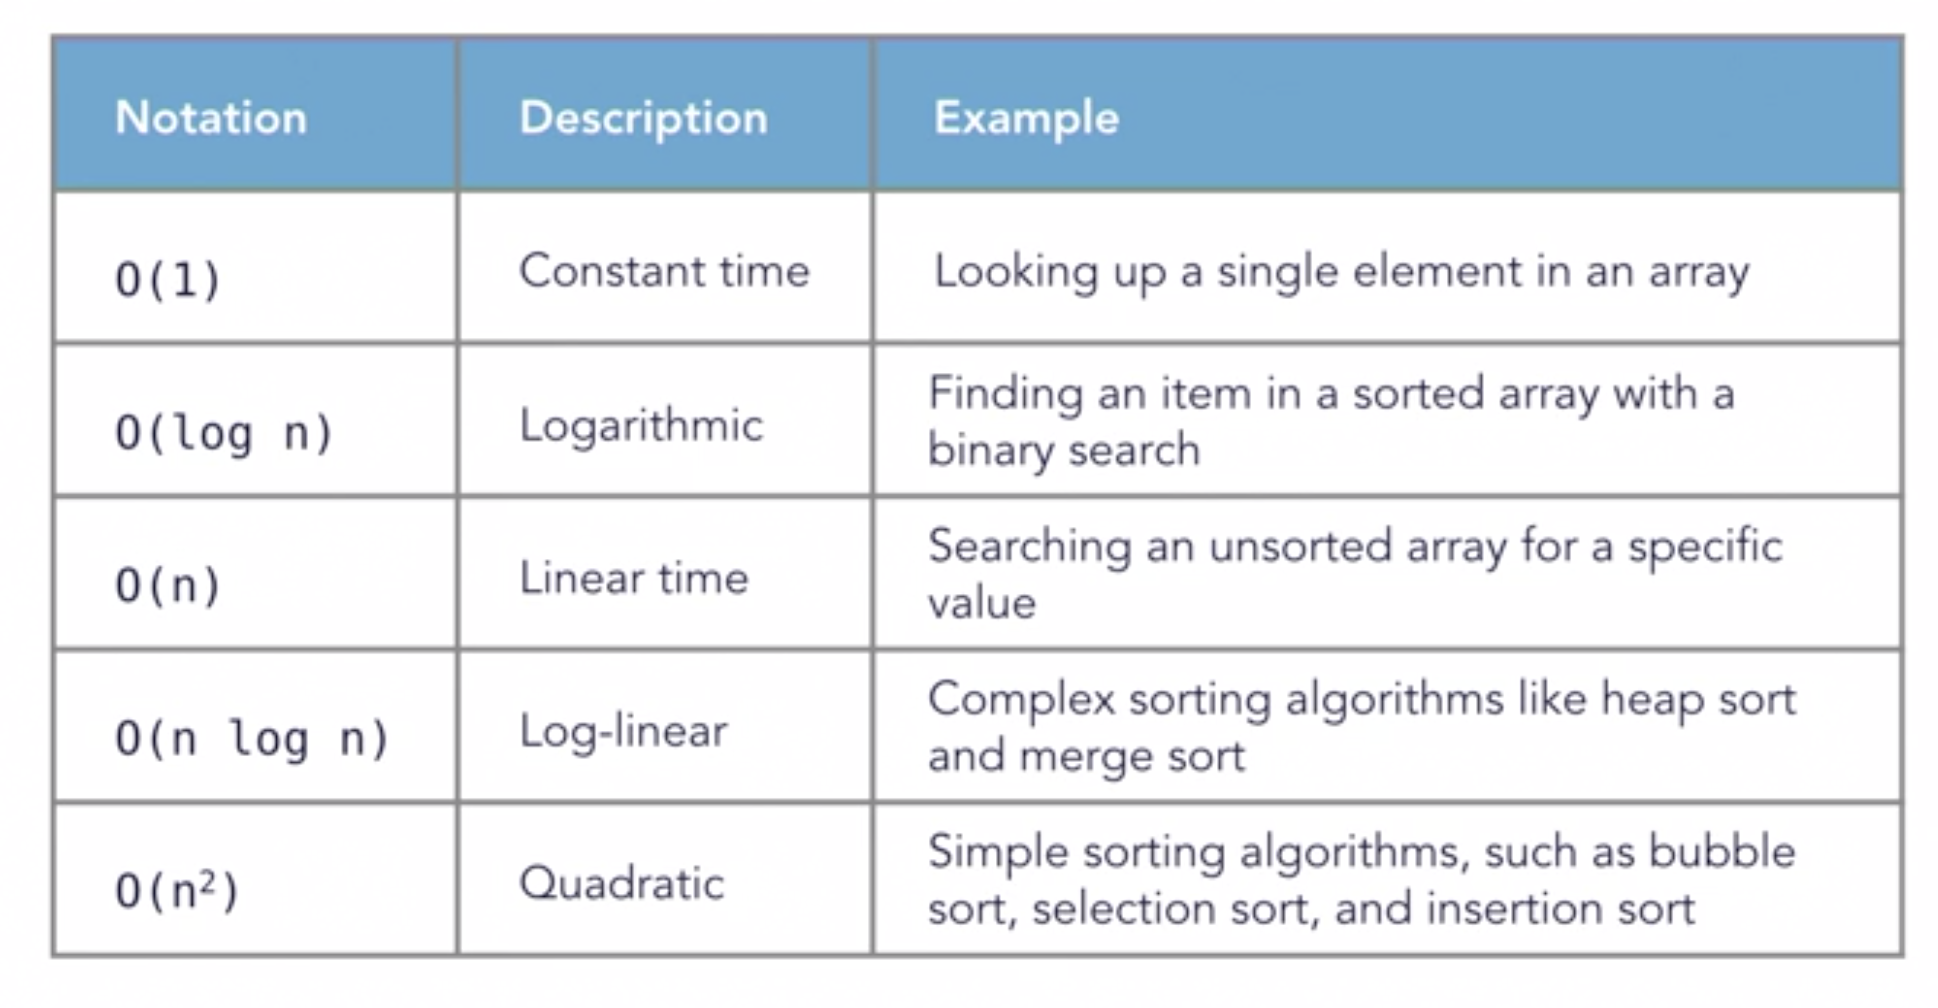 Notation Description Example
O(1) Constant time Looking up a single element in an array
O(log n) Logarithmic Finding an item in a sorted array with a
binary search
O(n) Linear time Searching an unsorted array for a specific
value
O(n log n) Log-linear Complex sorting algorithms like heap sort
and merge sort
O(n²) Quadratic Simple sorting algorithms, such as bubble
sort, selection sort, and insertion sort